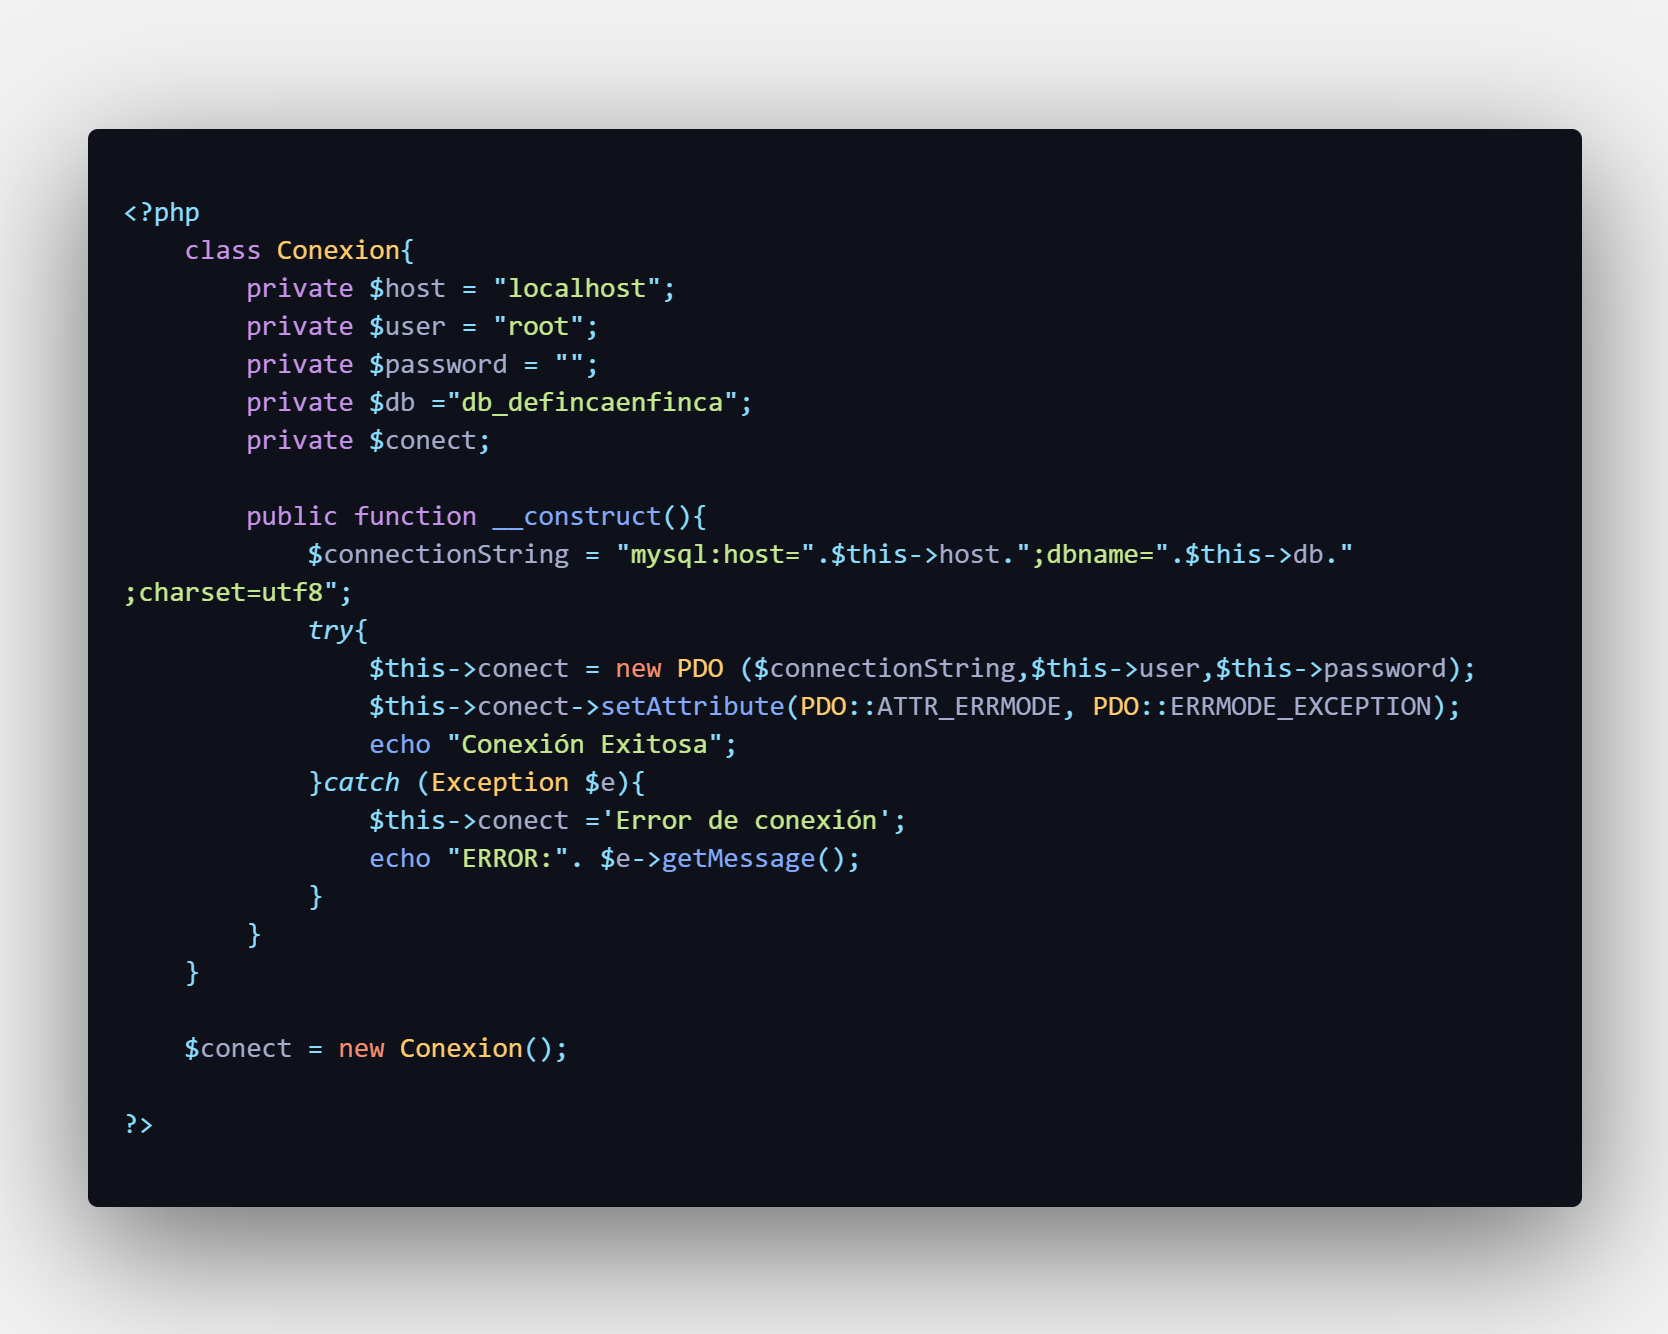 <?php
    class Conexion{
        private $host = "localhost";
        private $user = "root";
        private $password = "";
        private $db ="db_defincaenfinca";
        private $conect;

        public function __construct(){
            $connectionString = "mysql:host=".$this->host.";dbname=".$this->db."
;charset=utf8";
            try{
                $this->conect = new PDO ($connectionString,$this->user,$this->password);
                $this->conect->setAttribute(PDO::ATTR_ERRMODE, PDO::ERRMODE_EXCEPTION);
                echo "Conexión Exitosa";
            }catch (Exception $e){
                $this->conect ='Error de conexión';
                echo "ERROR:". $e->getMessage();
            }
        }
    }

    $conect = new Conexion();

?>